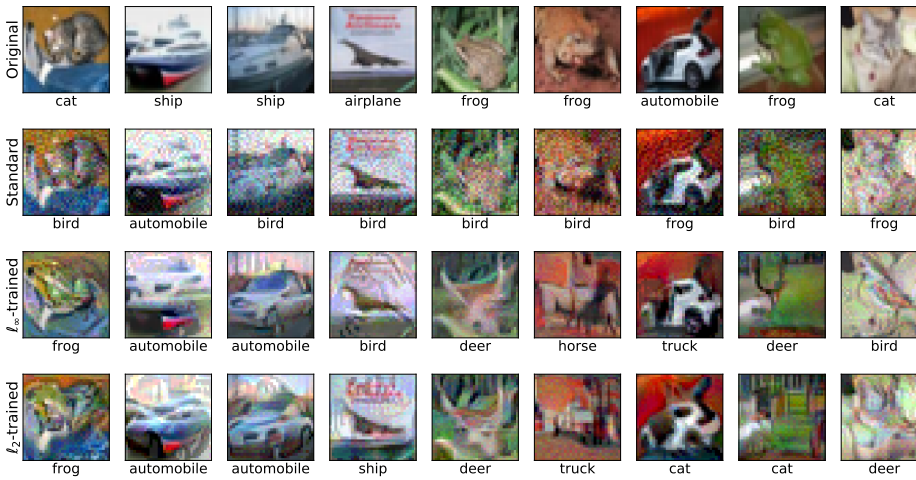 Original
cat ship ship airplane frog frog automobile frog cat
Standard
bird automobile bird bird bird bird frog bird frog
ℓ∞-trained
frog automobile automobile bird deer horse truck deer bird
ℓ2-trained
frog automobile automobile ship deer truck cat cat deer